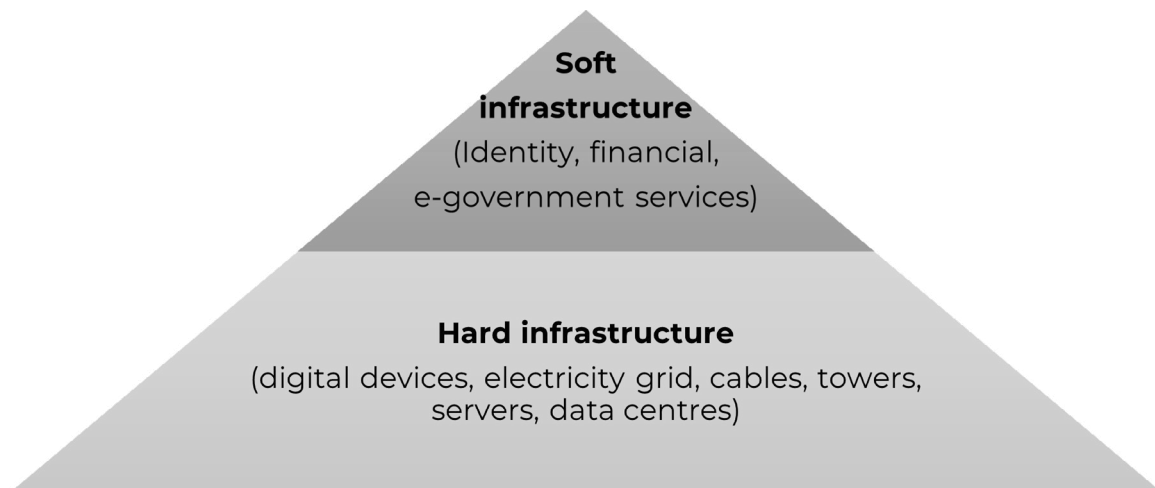 Soft
infrastructure
(Identity, financial,
e-government services)
Hard infrastructure
(digital devices, electricity grid, cables, towers,
servers, data centres)